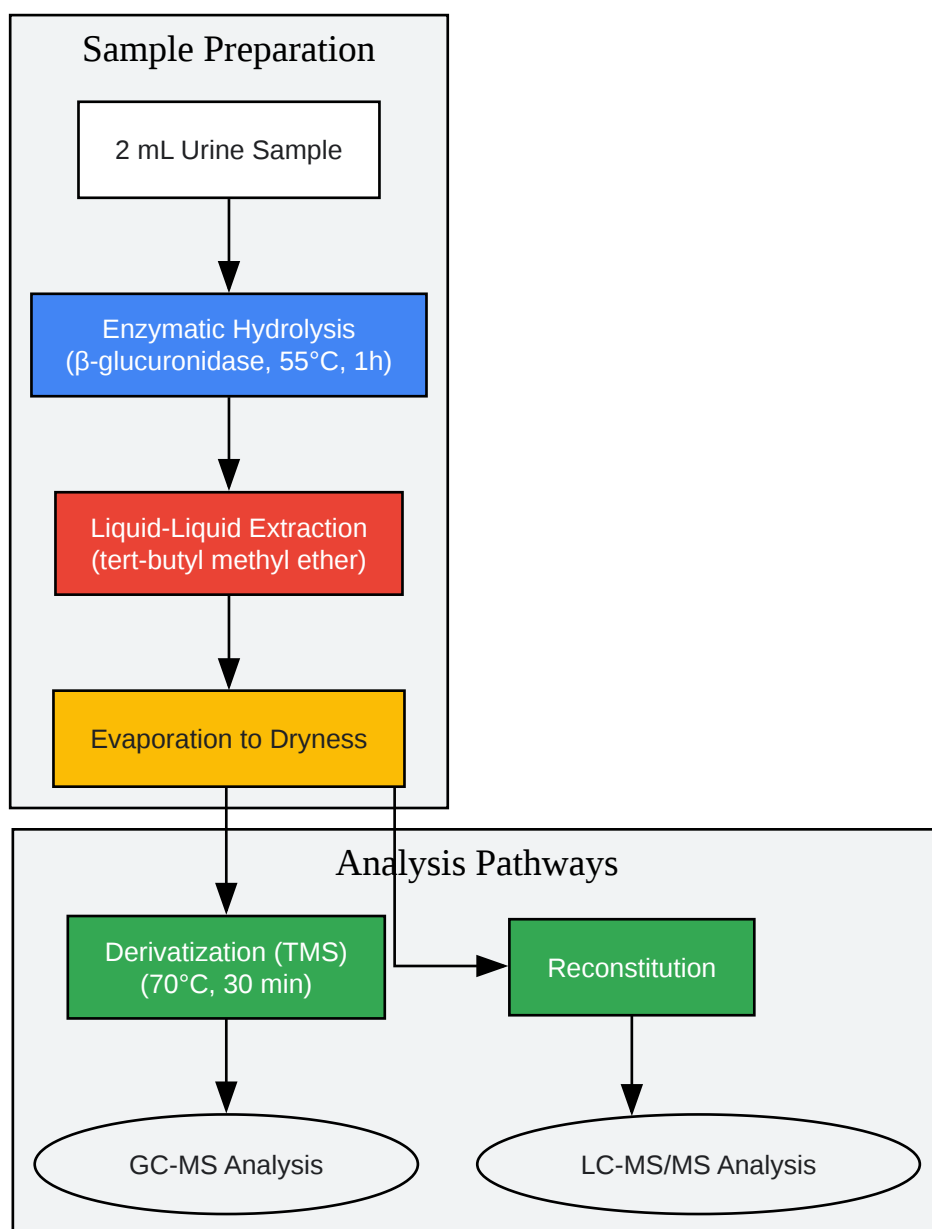 Sample Preparation
2 mL Urine Sample
Enzymatic Hydrolysis
(β-glucuronidase, 55°C, 1h)
Liquid-Liquid Extraction
(tert-butyl methyl ether)
Evaporation to Dryness
Analysis Pathways
Derivatization (TMS)
(70°C, 30 min)
Reconstitution
GC-MS Analysis
LC-MS/MS Analysis